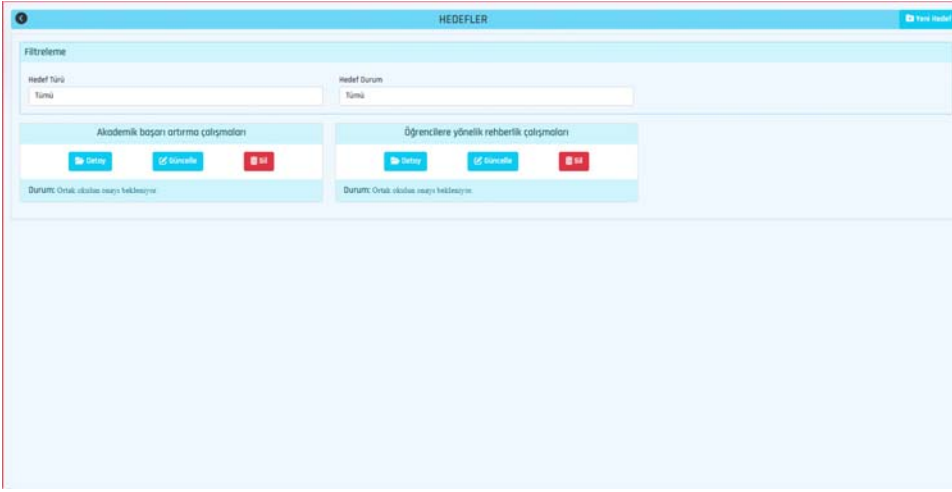 HEDEFLER
Yeni Hedef
Filtreleme
Hedef Türü
Hedef Durum
Tümü
Tümü
Akademik başarı artırma çalışmaları
Öğrencilere yönelik rehberlik çalışmaları
Detay
Güncelle
Sil
Detay
Güncelle
Sil
Durum: Ortak okulun onayı bekleniyor.
Durum: Ortak okulun onayı bekleniyor.